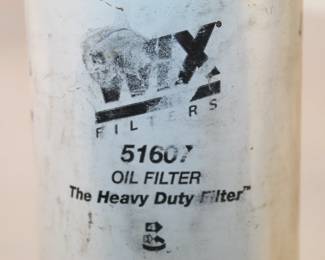 WIX
FILTERS
51607
OIL FILTER
The Heavy Duty Filter™